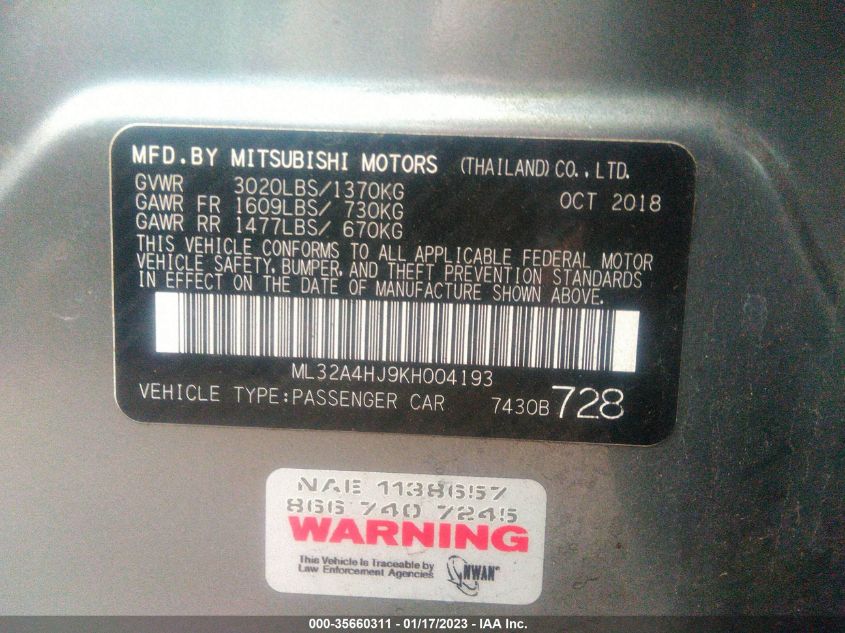 MFD.BY MITSUBISHI MOTORS (THAILAND) CO., LTD.
GVWR 3020LBS/1370KG OCT 2018
GAWR FR 1609LBS/ 730KG
GAWR RR 1477LBS/ 670KG
THIS VEHICLE CONFORMS TO ALL APPLICABLE FEDERAL MOTOR
VEHICLE SAFETY, BUMPER, AND THEFT PREVENTION STANDARDS
IN EFFECT ON THE DATE OF MANUFACTURE SHOWN ABOVE.
ML32A4HJ9KH004193
VEHICLE TYPE:PASSENGER CAR 7430B 728
NAE 1138657
866 740 7245
WARNING
This Vehicle is Traceable by
Law Enforcement Agencies
NWAN
000-35660311 - 01/17/2023 - IAA Inc.